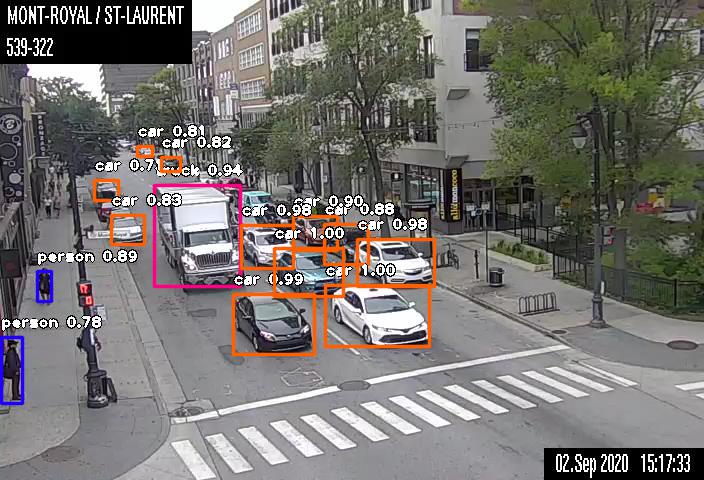 MONT-ROYAL / ST-LAURENT
539-322
car 0.81
car 0.82
car 0.7
truck 0.94
car 0.83
car 0.90
car 0.98
car 0.88
car 1.00
car 0.98
person 0.89
car 0.99
car 1.00
person 0.78
02.Sep 2020 15:17:33